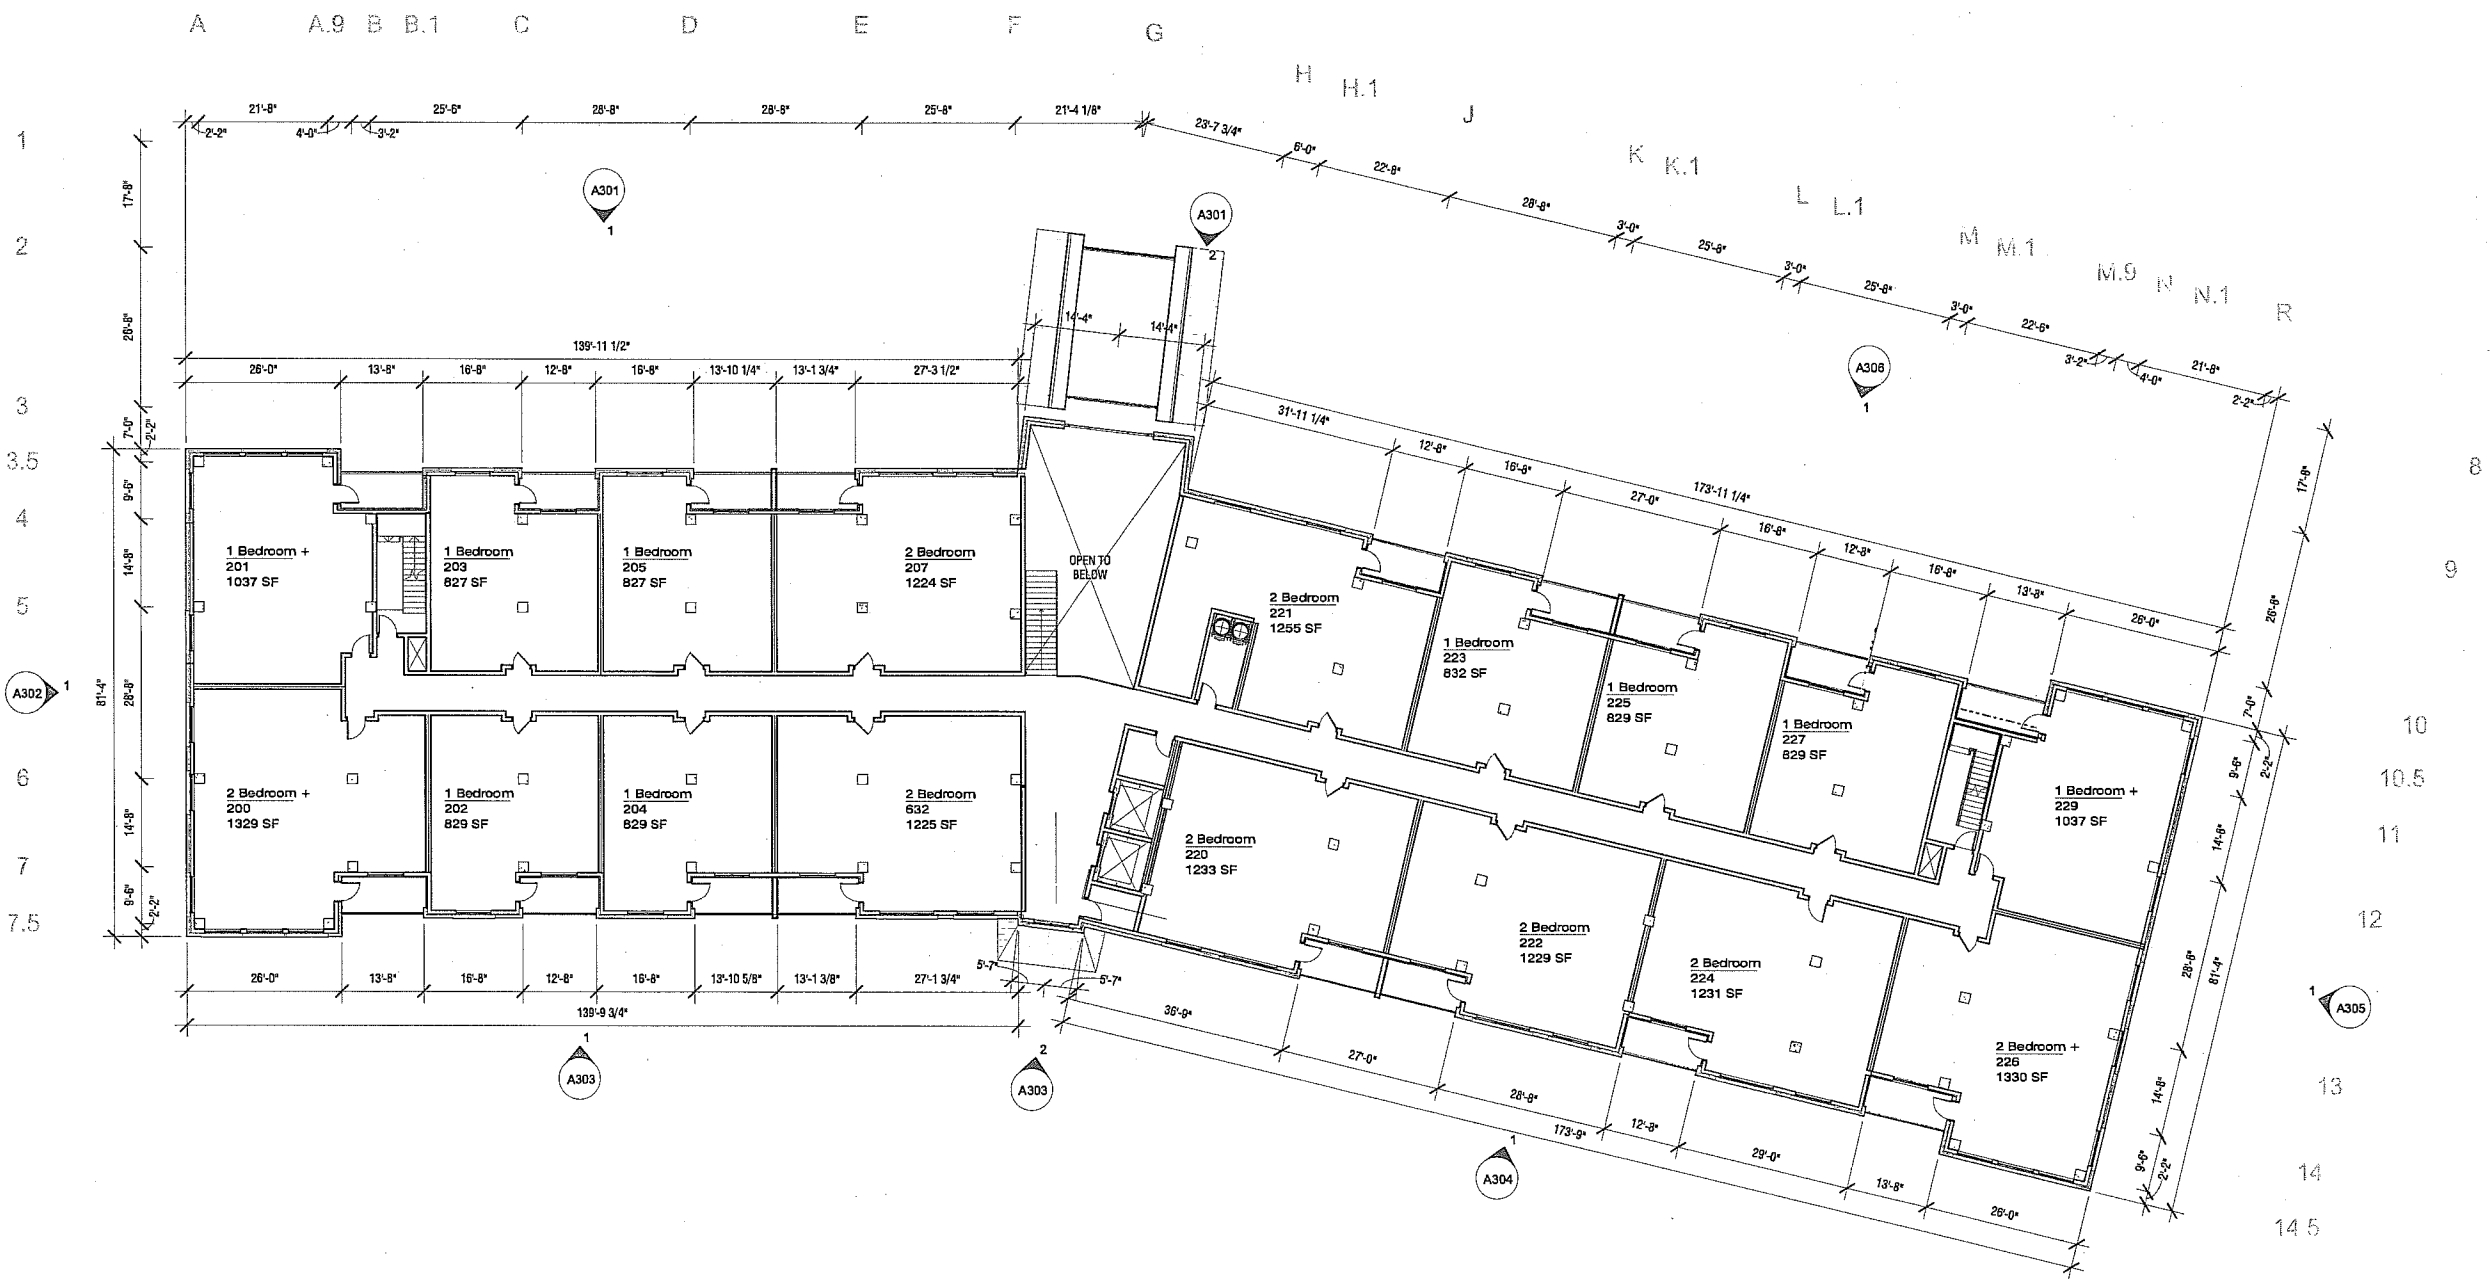 A A.9 B B.1 C D E F G
H H.1 J
K K.1
L L.1
M M.1
M.9 N N.1 R
21'-8" 25'-6" 28'-8" 28'-8" 25'-8" 21'-4 1/8"
2'-2" 4'-0" 3'-2"
23'-7 3/4" 6'-0" 22'-8" 28'-8" 3'-0" 25'-8" 3'-0" 25'-8" 3'-0" 22'-6" 3'-2" 4'-0" 21'-8" 2'-2"
1
2
3
3.5
4
5
6
7
7.5
17'-8"
26'-8"
7'-0"
2'-2"
9'-6"
14'-8"
28'-8"
14'-8"
9'-6"
2'-2"
81'-4"
A301
1
A301
2
A306
1
A302 1
14'-4" 14'-4"
139'-11 1/2"
26'-0" 13'-8" 16'-8" 12'-8" 16'-8" 13'-10 1/4" 13'-1 3/4" 27'-3 1/2"
31'-11 1/4" 12'-8" 16'-8" 27'-0" 16'-8" 12'-8" 16'-8" 13'-8" 26'-0"
173'-11 1/4"
1 Bedroom +
201
1037 SF
1 Bedroom
203
827 SF
1 Bedroom
205
827 SF
2 Bedroom
207
1224 SF
OPEN TO
BELOW
2 Bedroom
221
1255 SF
1 Bedroom
223
832 SF
1 Bedroom
225
829 SF
1 Bedroom
227
829 SF
1 Bedroom +
229
1037 SF
2 Bedroom +
200
1329 SF
1 Bedroom
202
829 SF
1 Bedroom
204
829 SF
2 Bedroom
632
1225 SF
2 Bedroom
220
1233 SF
2 Bedroom
222
1229 SF
2 Bedroom
224
1231 SF
2 Bedroom +
226
1330 SF
8
9
10
10.5
11
12
13
14
14.5
17'-8"
26'-8"
7'-0"
2'-2"
9'-6"
14'-8"
28'-8"
14'-8"
9'-6"
2'-2"
81'-4"
1 A305
26'-0" 13'-8" 16'-8" 12'-8" 16'-8" 13'-10 5/8" 13'-1 3/8" 27'-1 3/4"
5'-7" 5'-7"
139'-9 3/4"
36'-9" 27'-0" 28'-8" 12'-8" 29'-0" 13'-8" 26'-0"
173'-9"
1
A303
2
A303
1
A304